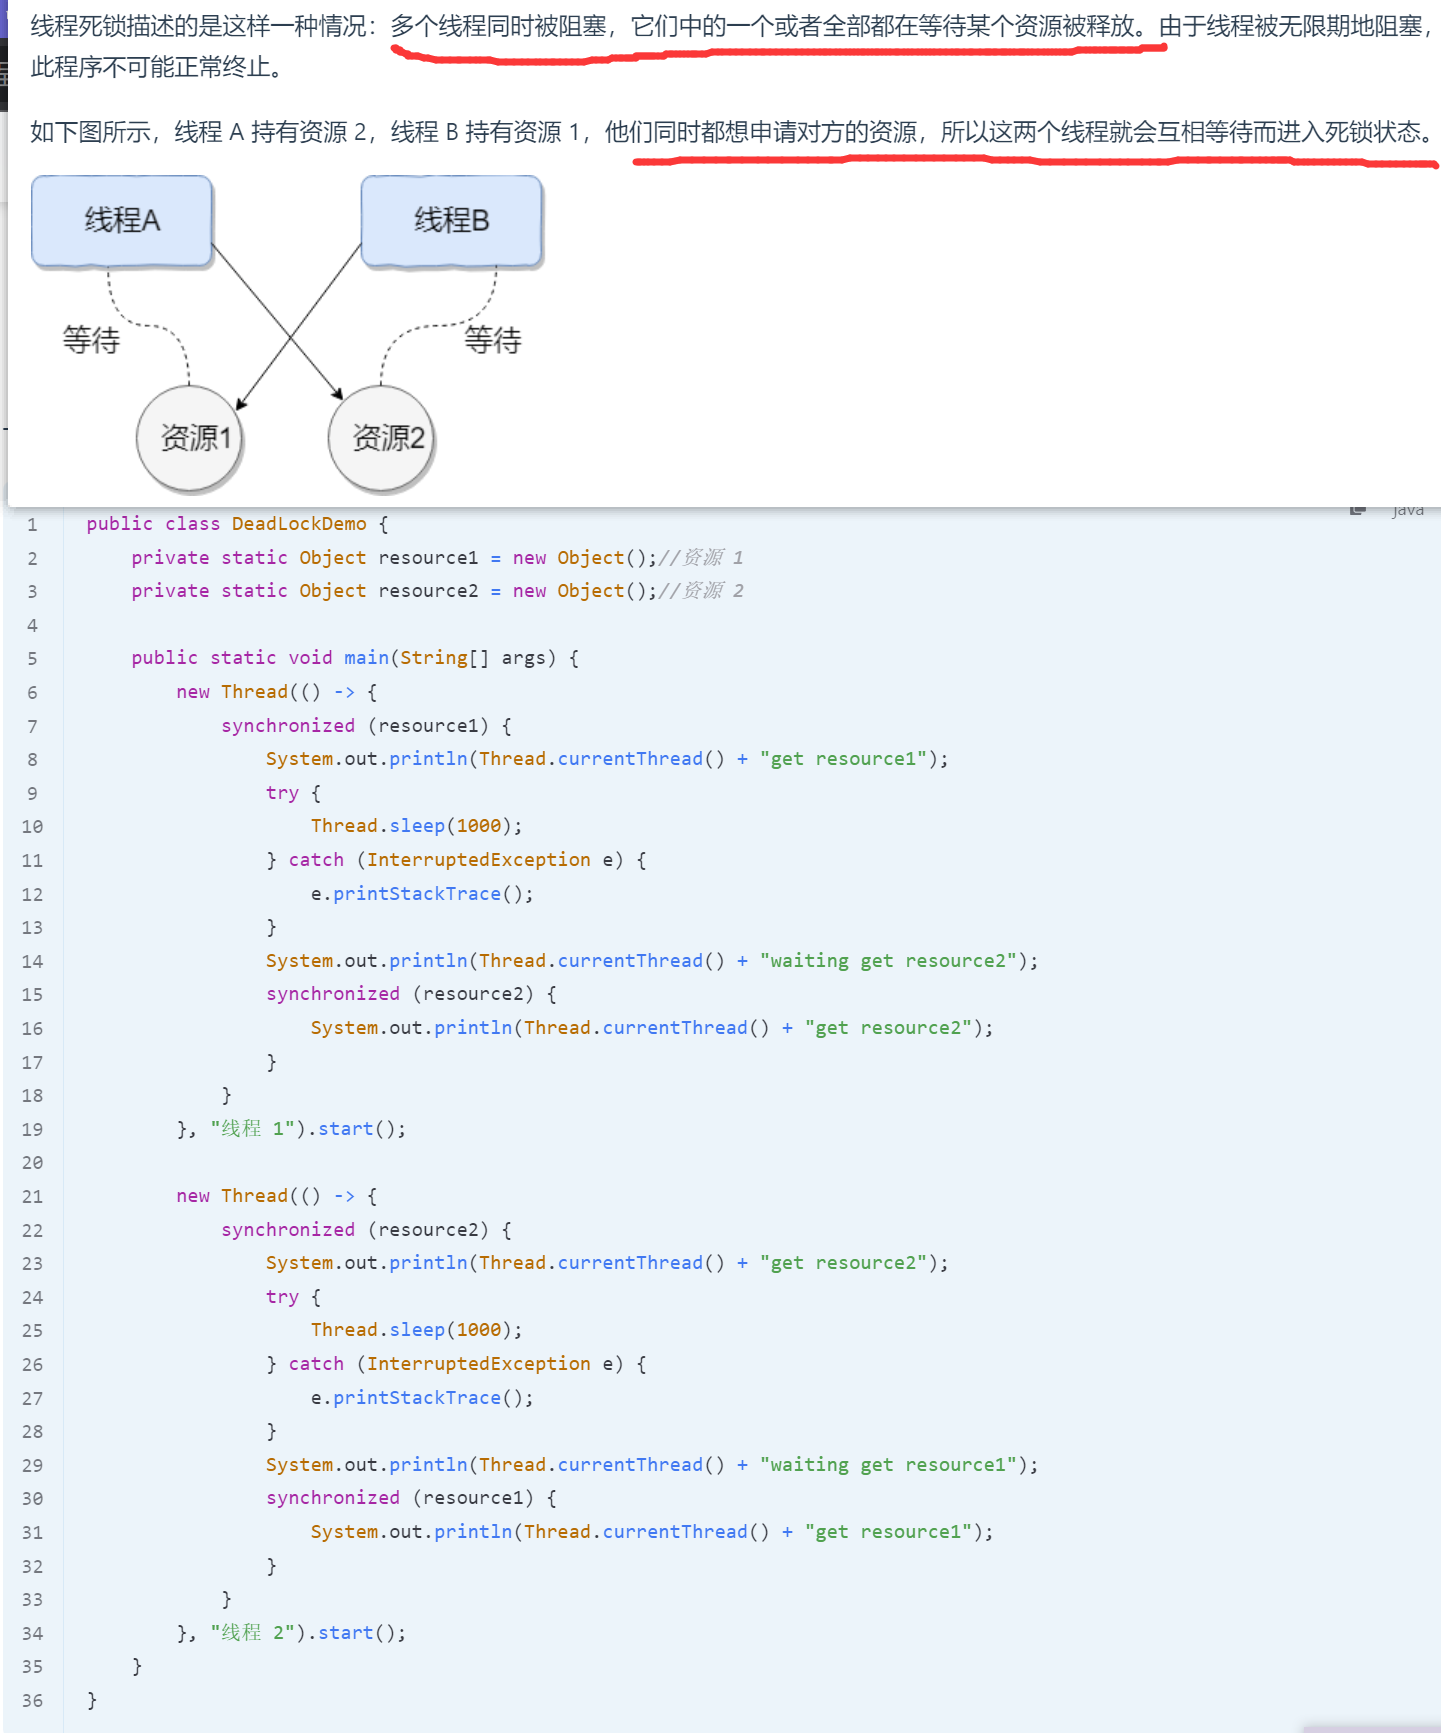 线程死锁描述的是这样一种情况：多个线程同时被阻塞，它们中的一个或者全部都在等待某个资源被释放。由于线程被无限期地阻塞，
此程序不可能正常终止。
如下图所示，线程 A 持有资源 2，线程 B 持有资源 1，他们同时都想申请对方的资源，所以这两个线程就会互相等待而进入死锁状态。
线程A 线程B
等待 等待
资源1 资源2
java
1 public class DeadLockDemo {
2 private static Object resource1 = new Object();//资源 1
3 private static Object resource2 = new Object();//资源 2
4
5 public static void main(String[] args) {
6 new Thread(() -> {
7 synchronized (resource1) {
8 System.out.println(Thread.currentThread() + "get resource1");
9 try {
10 Thread.sleep(1000);
11 } catch (InterruptedException e) {
12 e.printStackTrace();
13 }
14 System.out.println(Thread.currentThread() + "waiting get resource2");
15 synchronized (resource2) {
16 System.out.println(Thread.currentThread() + "get resource2");
17 }
18 }
19 }, "线程 1").start();
20
21 new Thread(() -> {
22 synchronized (resource2) {
23 System.out.println(Thread.currentThread() + "get resource2");
24 try {
25 Thread.sleep(1000);
26 } catch (InterruptedException e) {
27 e.printStackTrace();
28 }
29 System.out.println(Thread.currentThread() + "waiting get resource1");
30 synchronized (resource1) {
31 System.out.println(Thread.currentThread() + "get resource1");
32 }
33 }
34 }, "线程 2").start();
35 }
36 }